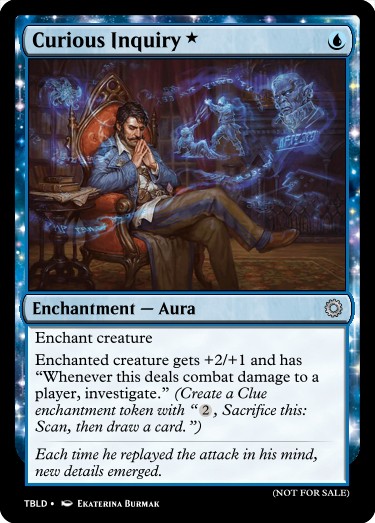 Curious Inquiry ★
Enchantment — Aura
Enchant creature
Enchanted creature gets +2/+1 and has
“Whenever this deals combat damage to a
player, investigate.” (Create a Clue
enchantment token with “2, Sacrifice this:
Scan, then draw a card.”)
Each time he replayed the attack in his mind,
new details emerged.
(NOT FOR SALE)
TBLD • Ekaterina Burmak